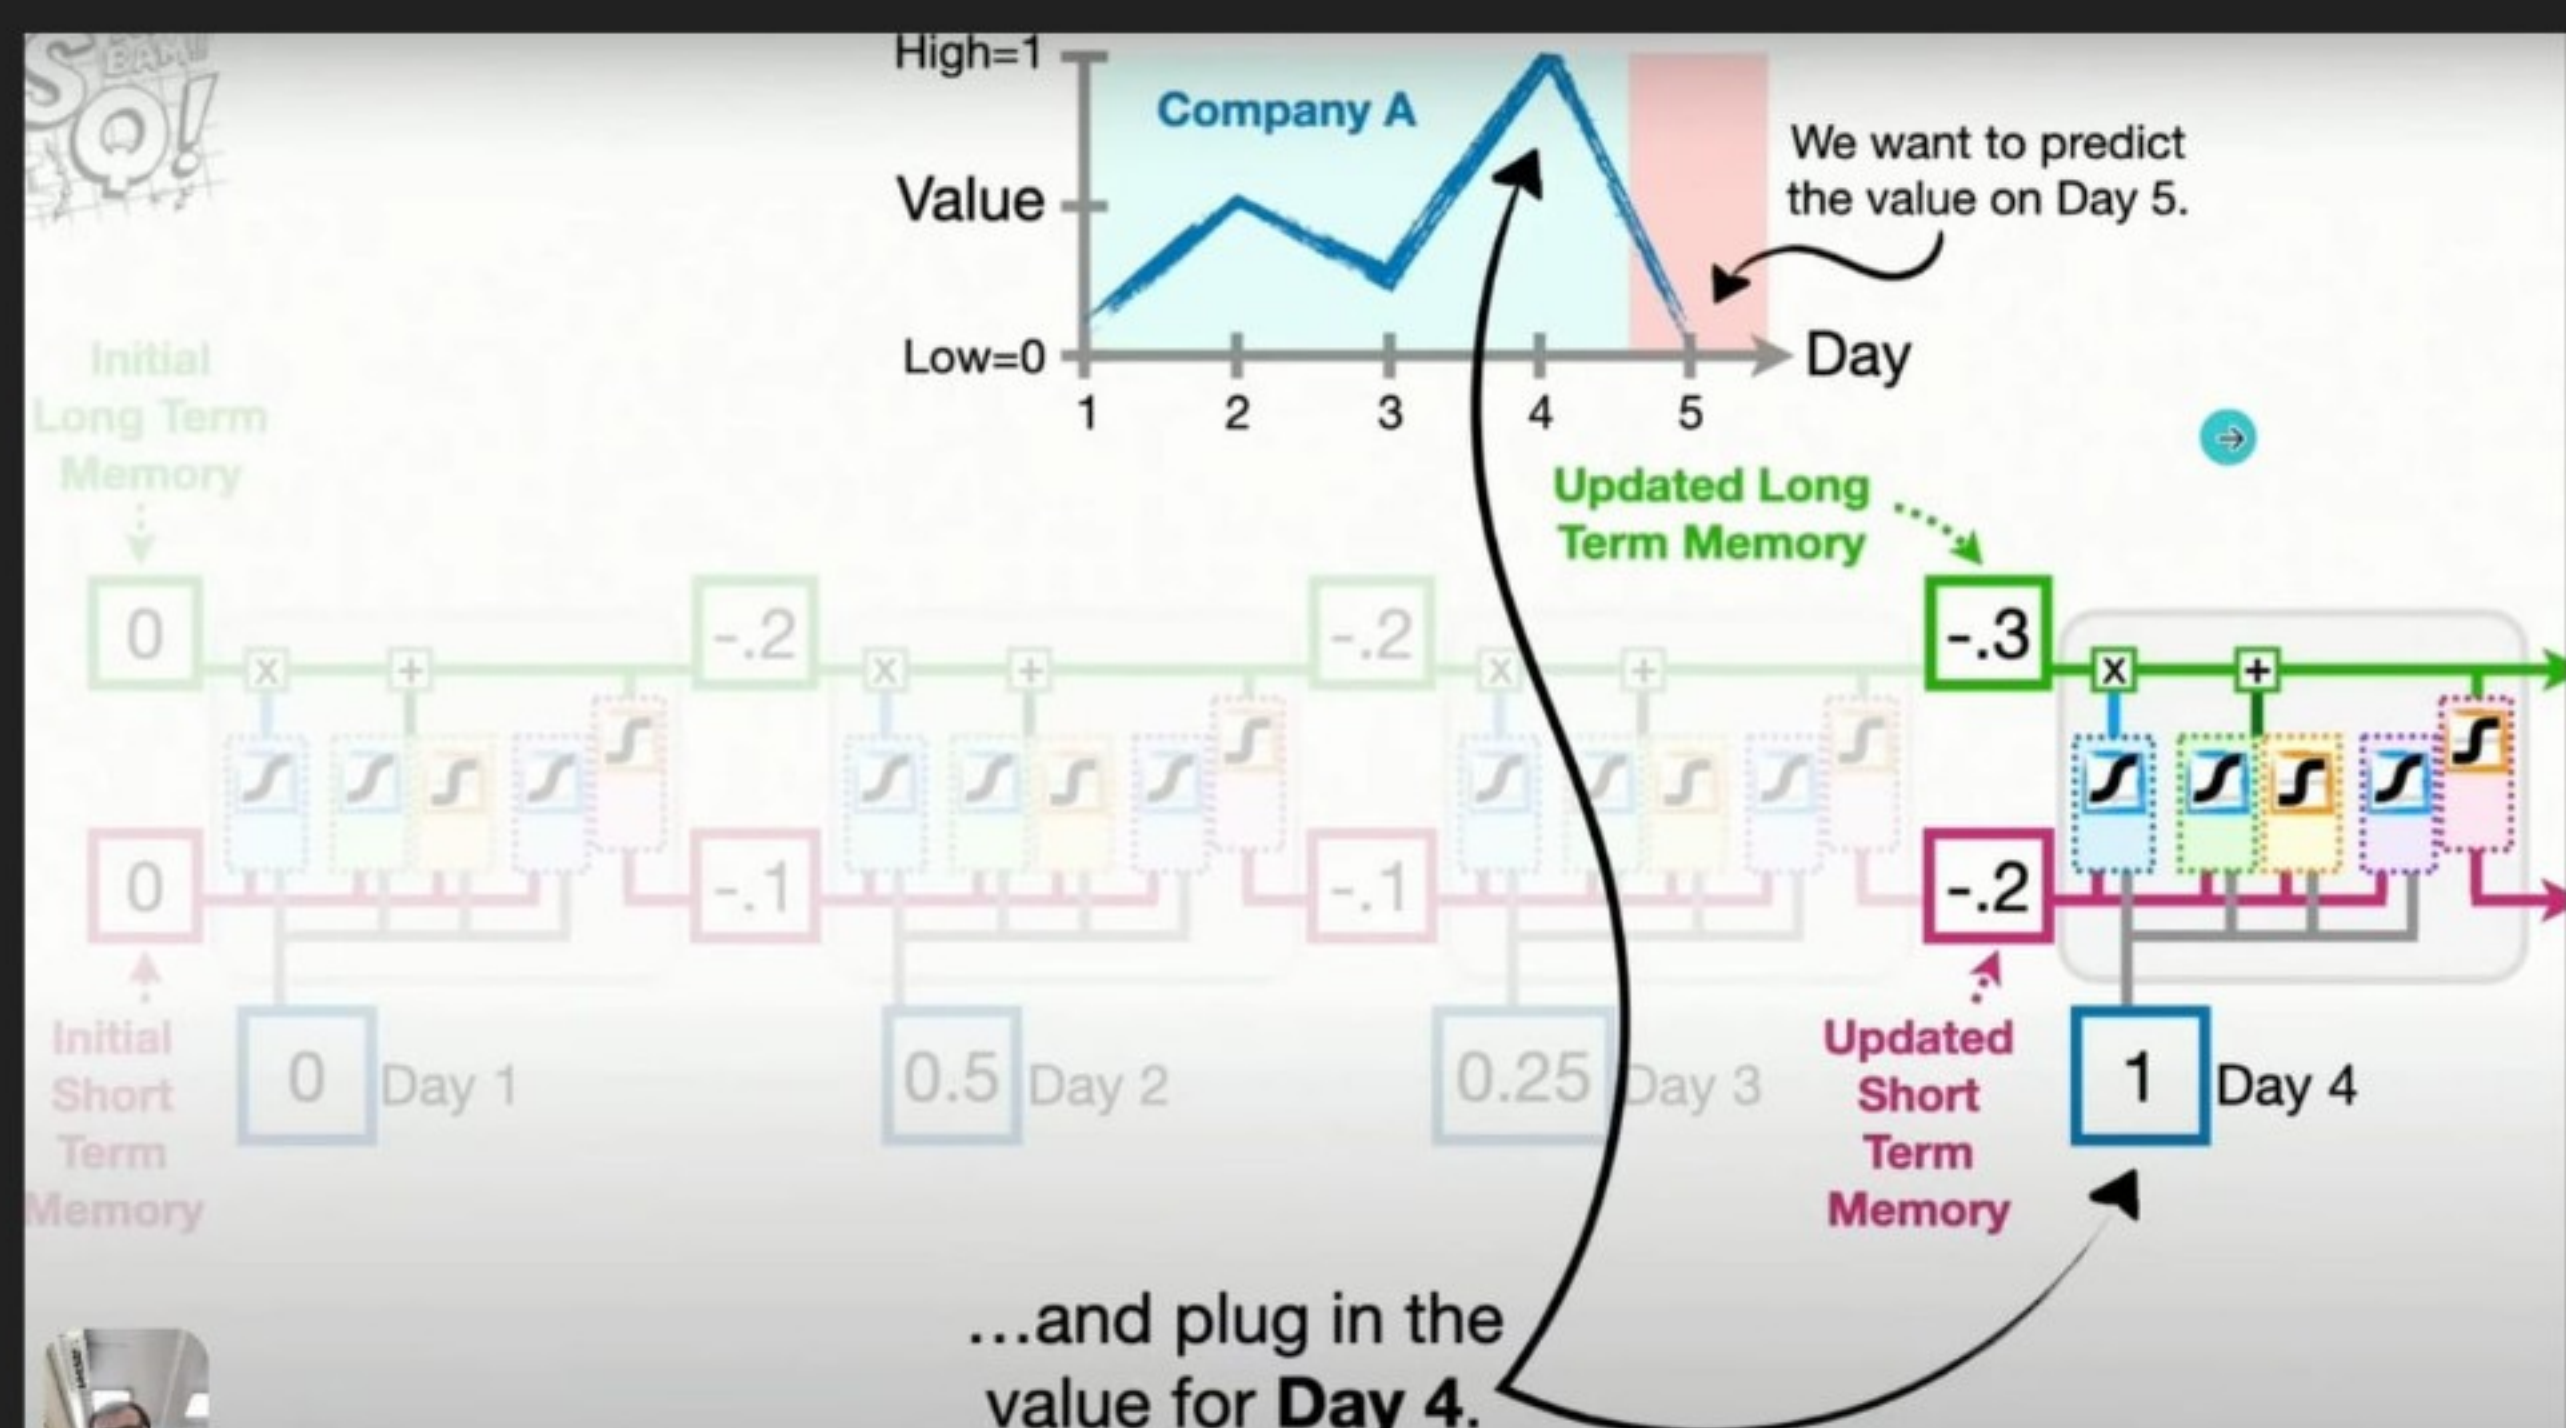 BAM!!
SQ!
High=1
Company A
Value
We want to predict
the value on Day 5.
Low=0
Day
1 2 3 4 5
Initial
Long Term
Memory
Updated Long
Term Memory
0 -.2 -.2 -.3
x + x + x + x +
0 -.1 -.1 -.2
Initial
Short
Term
Memory
0 Day 1
0.5 Day 2
0.25 Day 3
Updated
Short
Term
Memory
1 Day 4
...and plug in the
value for Day 4.